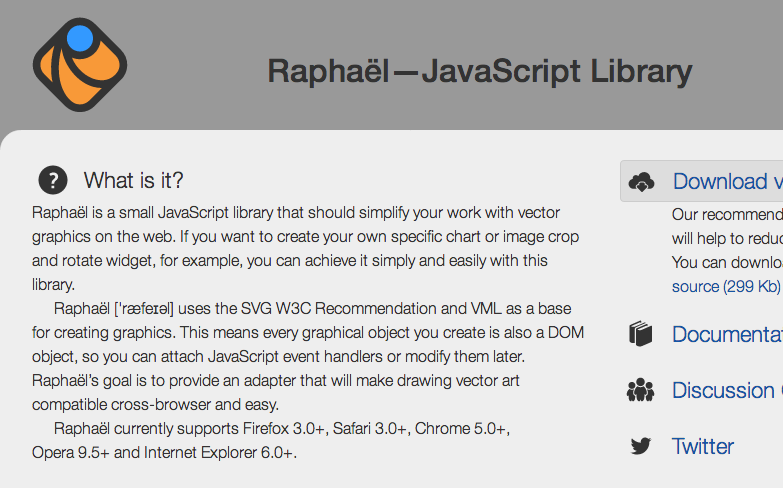 Raphaël—JavaScript Library
? What is it?
Raphaël is a small JavaScript library that should simplify your work with vector
graphics on the web. If you want to create your own specific chart or image crop
and rotate widget, for example, you can achieve it simply and easily with this
library.
Raphaël ['ræfeɪəl] uses the SVG W3C Recommendation and VML as a base
for creating graphics. This means every graphical object you create is also a DOM
object, so you can attach JavaScript event handlers or modify them later.
Raphaël’s goal is to provide an adapter that will make drawing vector art
compatible cross-browser and easy.
Raphaël currently supports Firefox 3.0+, Safari 3.0+, Chrome 5.0+,
Opera 9.5+ and Internet Explorer 6.0+.
Download v
Our recommend
will help to reduc
You can downloa
source (299 Kb)
Documentat
Discussion
Twitter